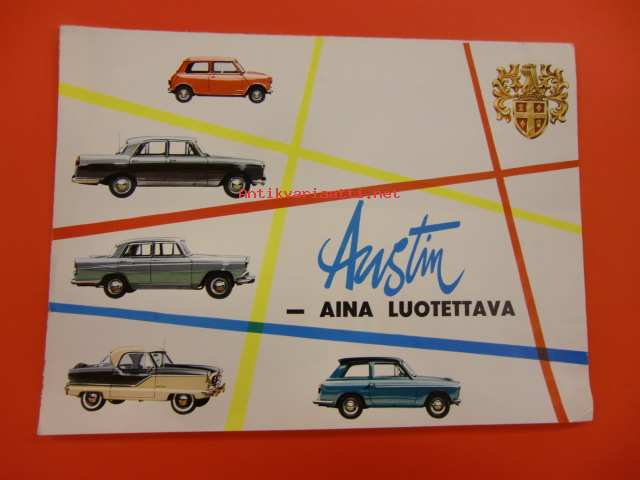 Antikvariaatti.net
Austin
– AINA LUOTETTAVA